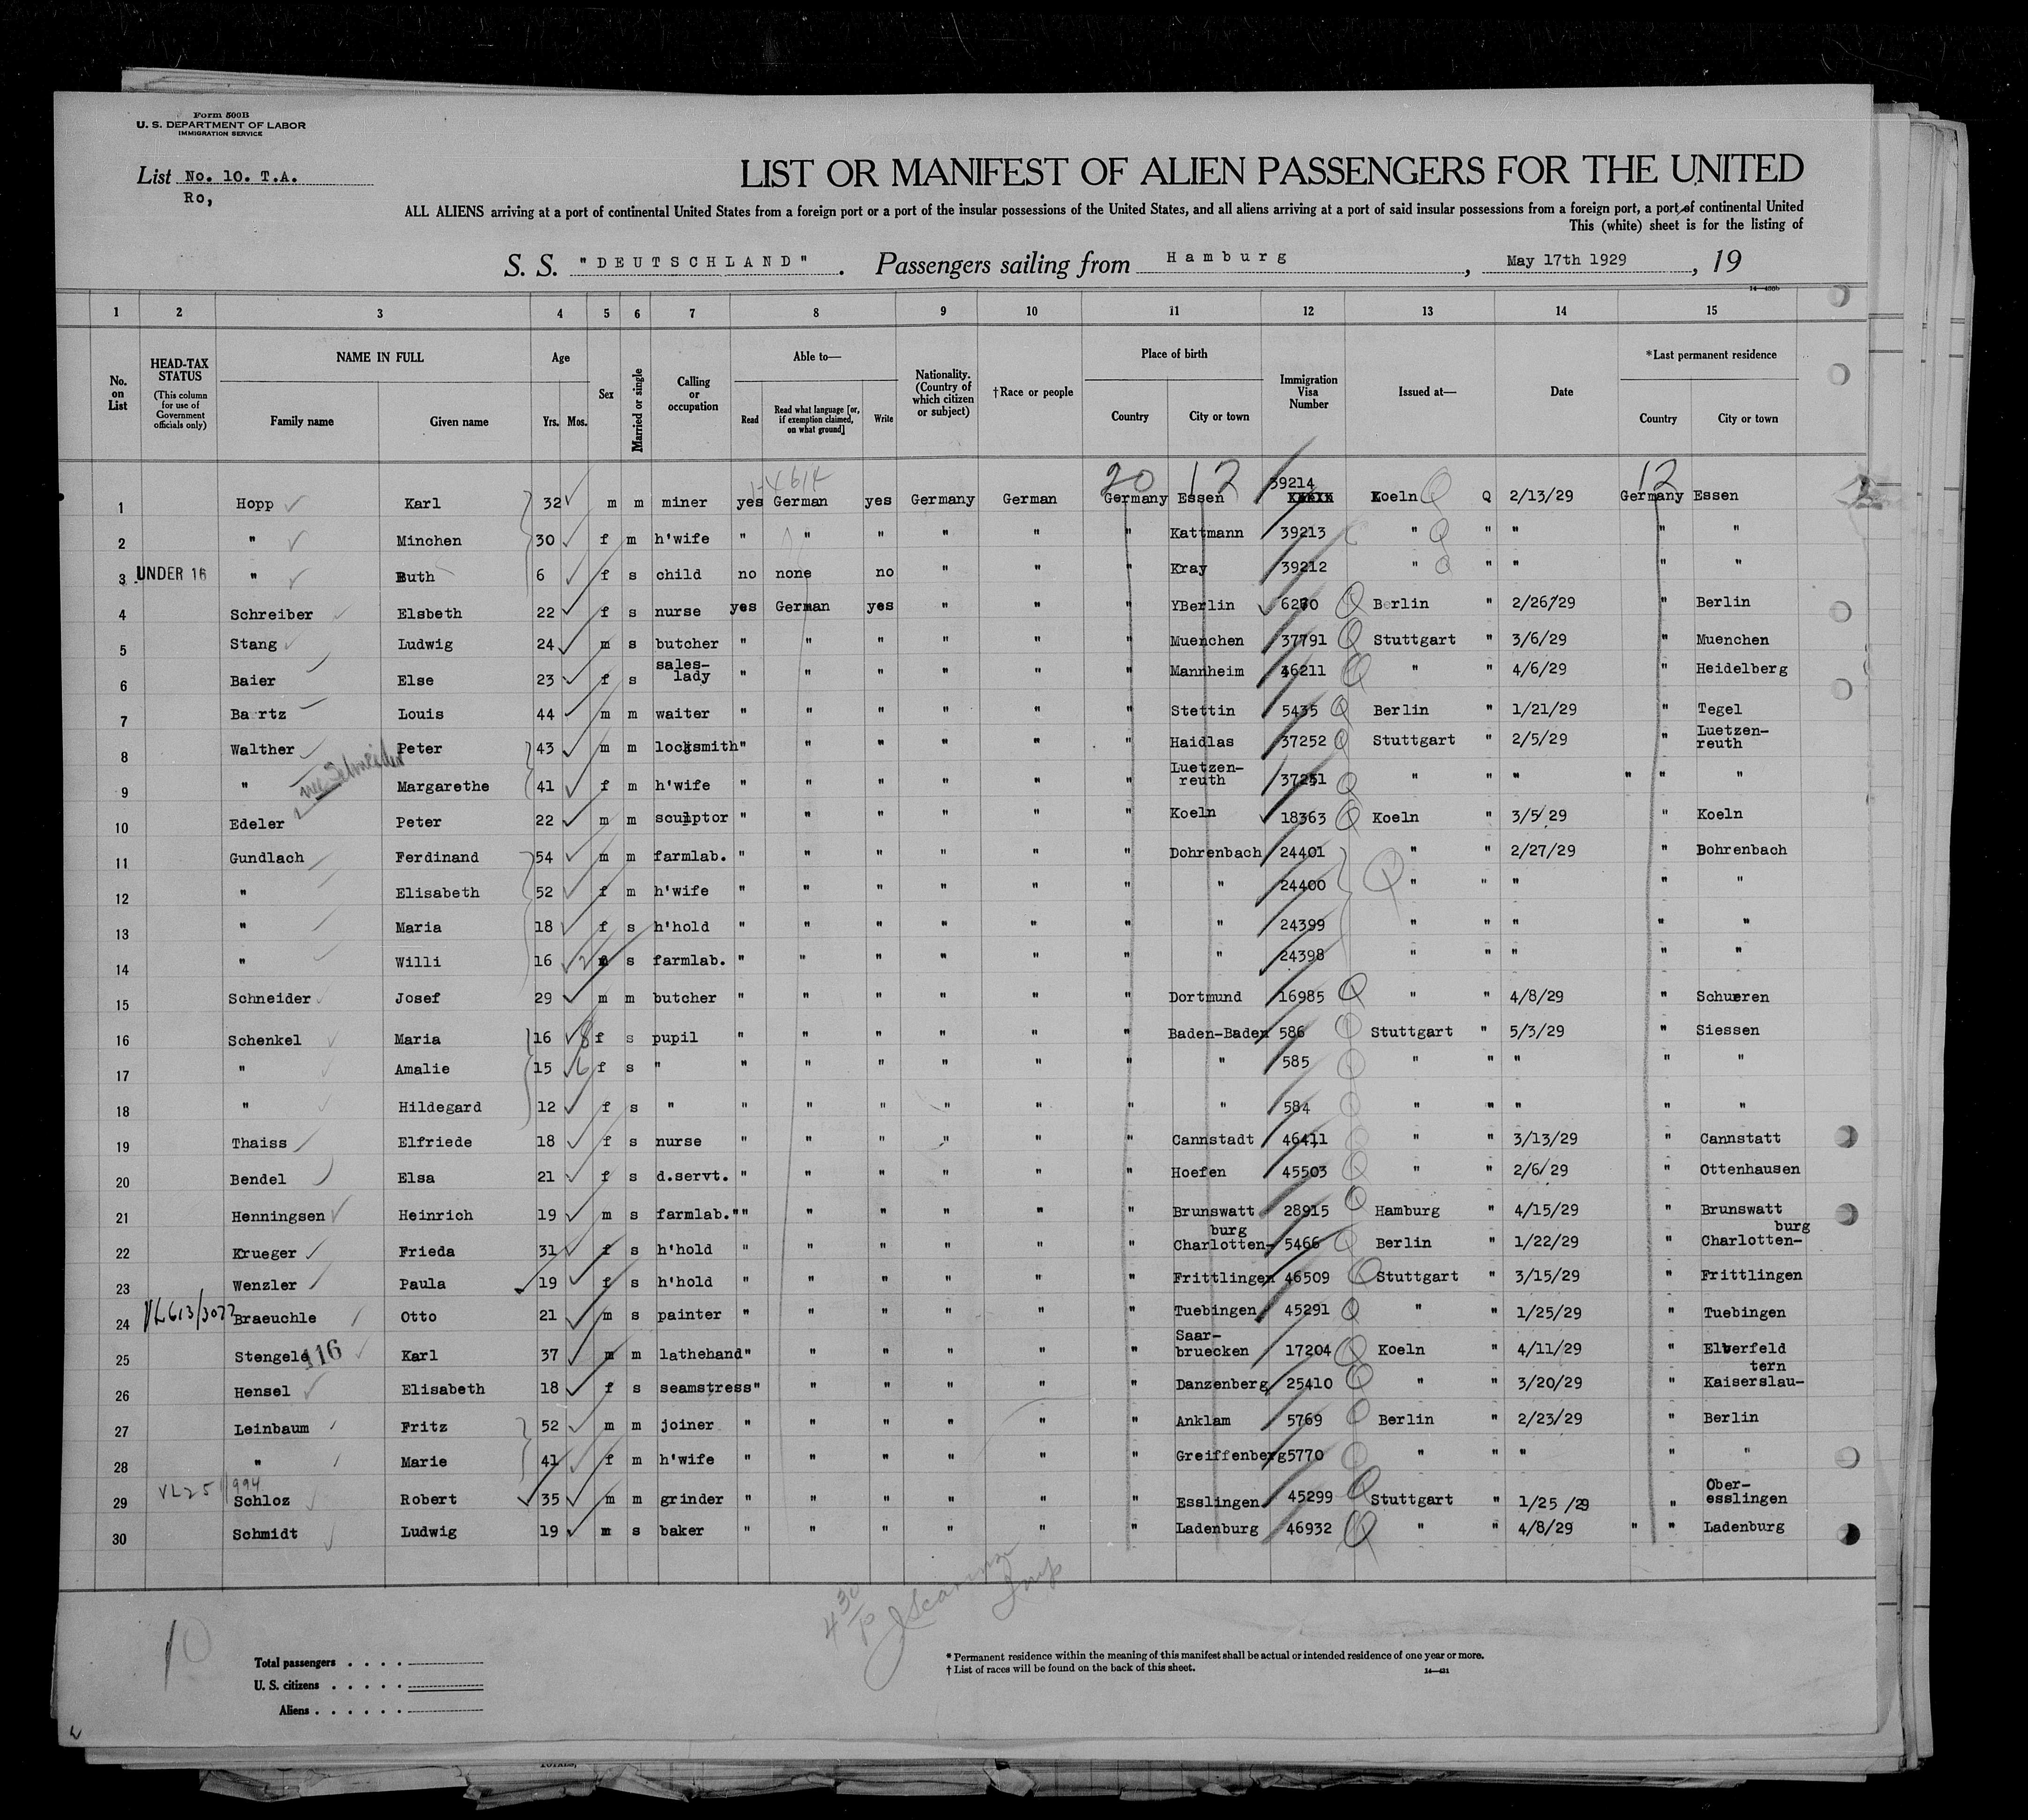 Form 500B
U. S. DEPARTMENT OF LABOR
IMMIGRATION SERVICE
List No. 10. T.A.
Ro,
LIST OR MANIFEST OF ALIEN PASSENGERS FOR THE UNITED
ALL ALIENS arriving at a port of continental United States from a foreign port or a port of the insular possessions of the United States, and all aliens arriving at a port of said insular possessions from a foreign port, a port of continental United
This (white) sheet is for the listing of
S. S. "DEUTSCHLAND". Passengers sailing from Hamburg, May 17th 1929, 19
1 2 3 4 5 6 7 8 9 10 11 12 13 14 15
No. on List
HEAD-TAX STATUS (This column for use of Government officials only)
NAME IN FULL Family name Given name
Age Yrs. Mos.
Sex
Married or single
Calling or occupation
Able to— Read Read what language [or, if exemption claimed, on what ground] Write
Nationality. (Country of which citizen or subject)
†Race or people
Place of birth Country City or town
Immigration Visa Number
Issued at—
Date
*Last permanent residence Country City or town
20 12 12
1 Hopp Karl 32 m m miner yes German yes Germany German Germany Essen 39214 Koeln Q 2/13/29 Germany Essen
2 " Minchen 30 f m h'wife " " " " " " Kattmann 39213 " " " " "
3 UNDER 16 " Ruth 6 f s child no none no " " " Kray 39212 " " " "
4 Schreiber Elsbeth 22 f s nurse yes German yes " " " Berlin 6230 Berlin " 2/26/29 " Berlin
5 Stang Ludwig 24 m s butcher " " " " " " Muenchen 37791 Stuttgart " 3/6/29 " Muenchen
6 Baier Else 23 f s sales-lady " " " " " " Mannheim 46211 " " 4/6/29 " Heidelberg
7 Bartz Louis 44 m m waiter " " " " " " Stettin 5435 Berlin " 1/21/29 " Tegel
8 Walther Peter 43 m m locksmith " " " " " " Haidlas 37252 Stuttgart " 2/5/29 " Luetzen-reuth
nee Schneider
9 " Margarethe 41 f m h'wife " " " " " " Luetzen-reuth 37251 " " " " " "
10 Edeler Peter 22 m m sculptor " " " " " " Koeln 18363 Koeln " 3/5/29 " Koeln
11 Gundlach Ferdinand 54 m m farmlab. " " " " " " Dohrenbach 24401 " " 2/27/29 " Dohrenbach
12 " Elisabeth 52 f m h'wife " " " " " " " 24400 " " " " "
13 " Maria 18 f s h'hold " " " " " " " 24399 " " " " "
14 " Willi 16 2 m s farmlab. " " " " " " " 24398 " " " " "
15 Schneider Josef 29 m m butcher " " " " " " Dortmund 16985 " " 4/8/29 " Schueren
16 Schenkel Maria 16 8 f s pupil " " " " " " Baden-Baden 586 Stuttgart " 5/3/29 " Siessen
17 " Amalie 15 6 f s " " " " " " " " 585 " " " " "
18 " Hildegard 12 f s " " " " " " " " 584 " " " " "
19 Thaiss Elfriede 18 f s nurse " " " " " " Cannstadt 46411 " " 3/13/29 " Cannstatt
20 Bendel Elsa 21 f s d.servt. " " " " " " Hoefen 45503 " " 2/6/29 " Ottenhausen
21 Henningsen Heinrich 19 m s farmlab. " " " " " " " Brunswatt 28915 Hamburg " 4/15/29 " Brunswatt
22 Krueger Frieda 31 f s h'hold " " " " " " Charlotten-burg 5466 Berlin " 1/22/29 " Charlotten-burg
23 Wenzler Paula 19 f s h'hold " " " " " " Frittlingen 46509 Stuttgart " 3/15/29 " Frittlingen
24 Braeuchle Otto 21 m s painter " " " " " " Tuebingen 45291 " " 1/25/29 " Tuebingen
25 Stengele 116 Karl 37 m m lathehand " " " " " " Saar-bruecken 17204 Koeln " 4/11/29 " Elberfeld
26 Hensel Elisabeth 18 f s seamstress " " " " " " Danzenberg 25410 " " 3/20/29 " Kaiserslau-tern
27 Leinbaum Fritz 52 m m joiner " " " " " " Anklam 5769 Berlin " 2/23/29 " Berlin
28 " Marie 41 f m h'wife " " " " " " Greiffenberg 5770 " " " " "
29 Schloz Robert 35 m m grinder " " " " " " Esslingen 45299 Stuttgart " 1/25/29 " Ober-esslingen
30 Schmidt Ludwig 19 m s baker " " " " " " Ladenburg 46932 " " 4/8/29 " " Ladenburg
10
Total passengers . . . .
U. S. citizens . . . . .
Aliens . . . . . .
* Permanent residence within the meaning of this manifest shall be actual or intended residence of one year or more.
† List of races will be found on the back of this sheet.